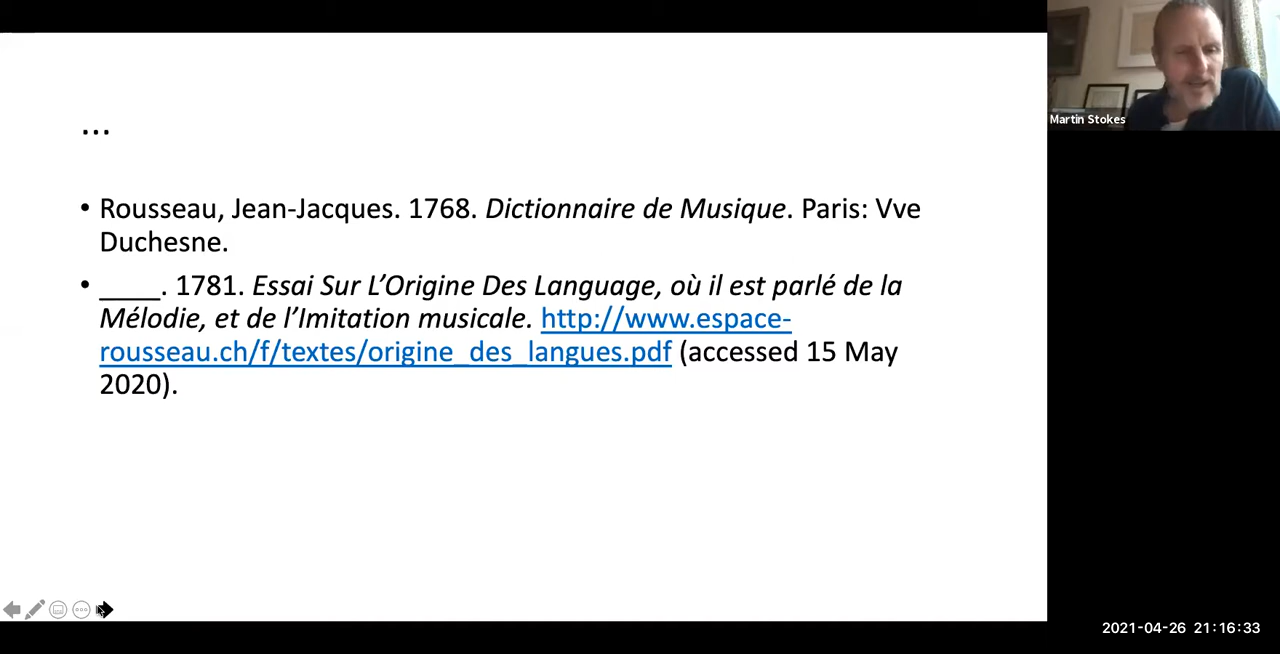 ...
• Rousseau, Jean-Jacques. 1768. Dictionnaire de Musique. Paris: Vve
Duchesne.
• ____. 1781. Essai Sur L’Origine Des Language, où il est parlé de la
Mélodie, et de l’Imitation musicale. http://www.espace-
rousseau.ch/f/textes/origine_des_langues.pdf (accessed 15 May
2020).
Martin Stokes
2021-04-26 21:16:33